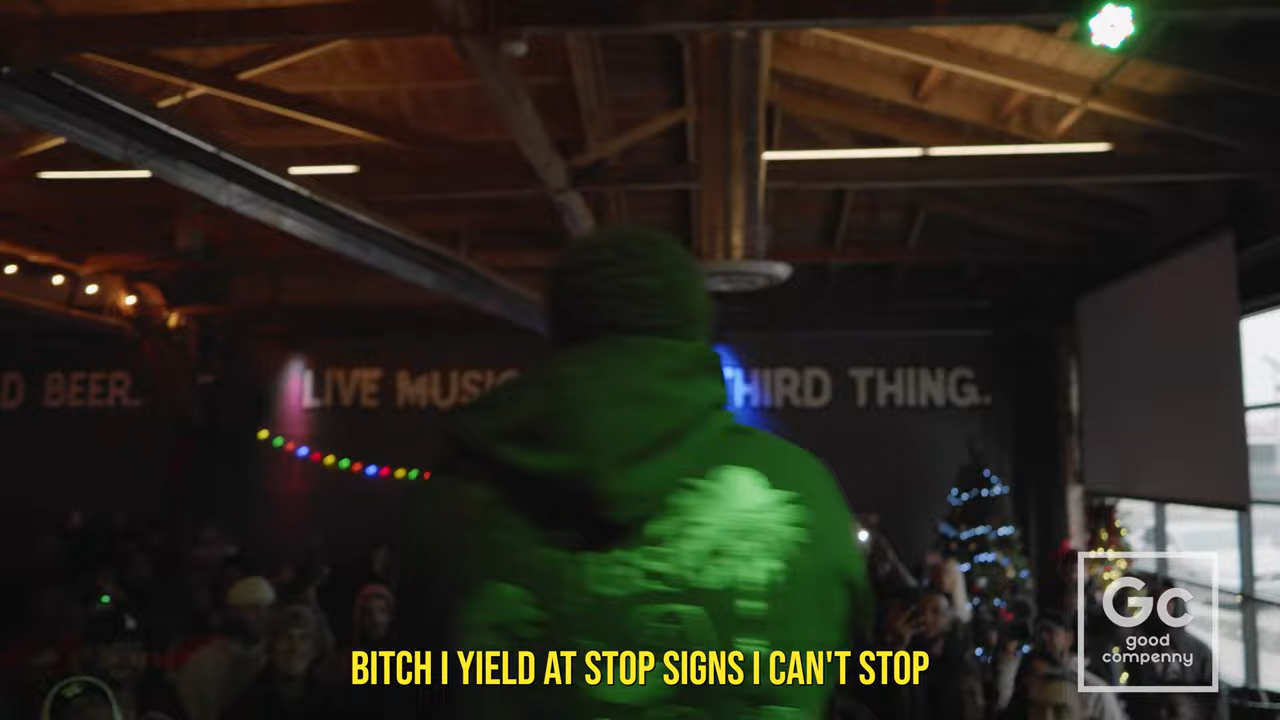 D BEER.
LIVE MUSIC
THIRD THING.
Gc
good
compenny
BITCH I YIELD AT STOP SIGNS I CAN'T STOP